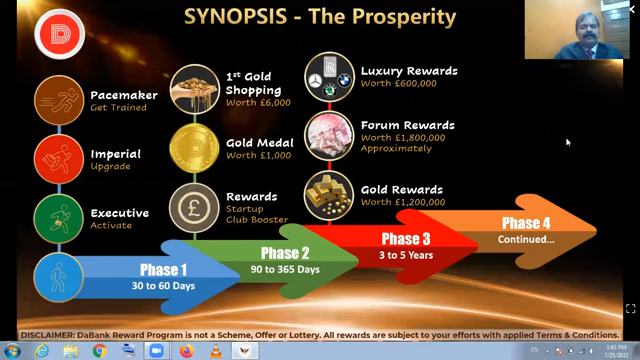 SYNOPSIS - The Prosperity
Pacemaker
Get Trained
Imperial
Upgrade
Executive
Activate
1st Gold
Shopping
Worth £6,000
Gold Medal
Worth £1,000
Rewards
Startup
Club Booster
Luxury Rewards
Worth £600,000
Forum Rewards
Worth £1,800,000
Approximately
Gold Rewards
Worth £1,200,000
Phase 1
30 to 60 Days
Phase 2
90 to 365 Days
Phase 3
3 to 5 Years
Phase 4
Continued...
DISCLAIMER: DaBank Reward Program is not a Scheme, Offer or Lottery. All rewards are subject to your efforts with applied Terms & Conditions.
EN
1:45 PM
7/25/2021